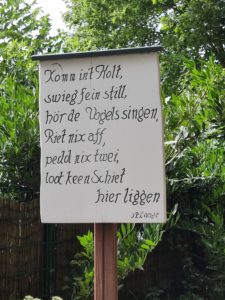 Komm in't Holt,
swieg fein still,
hör de Vogels singen,
Riet nix aff,
pedd nix twei,
loot keen Schiet
hier liggen